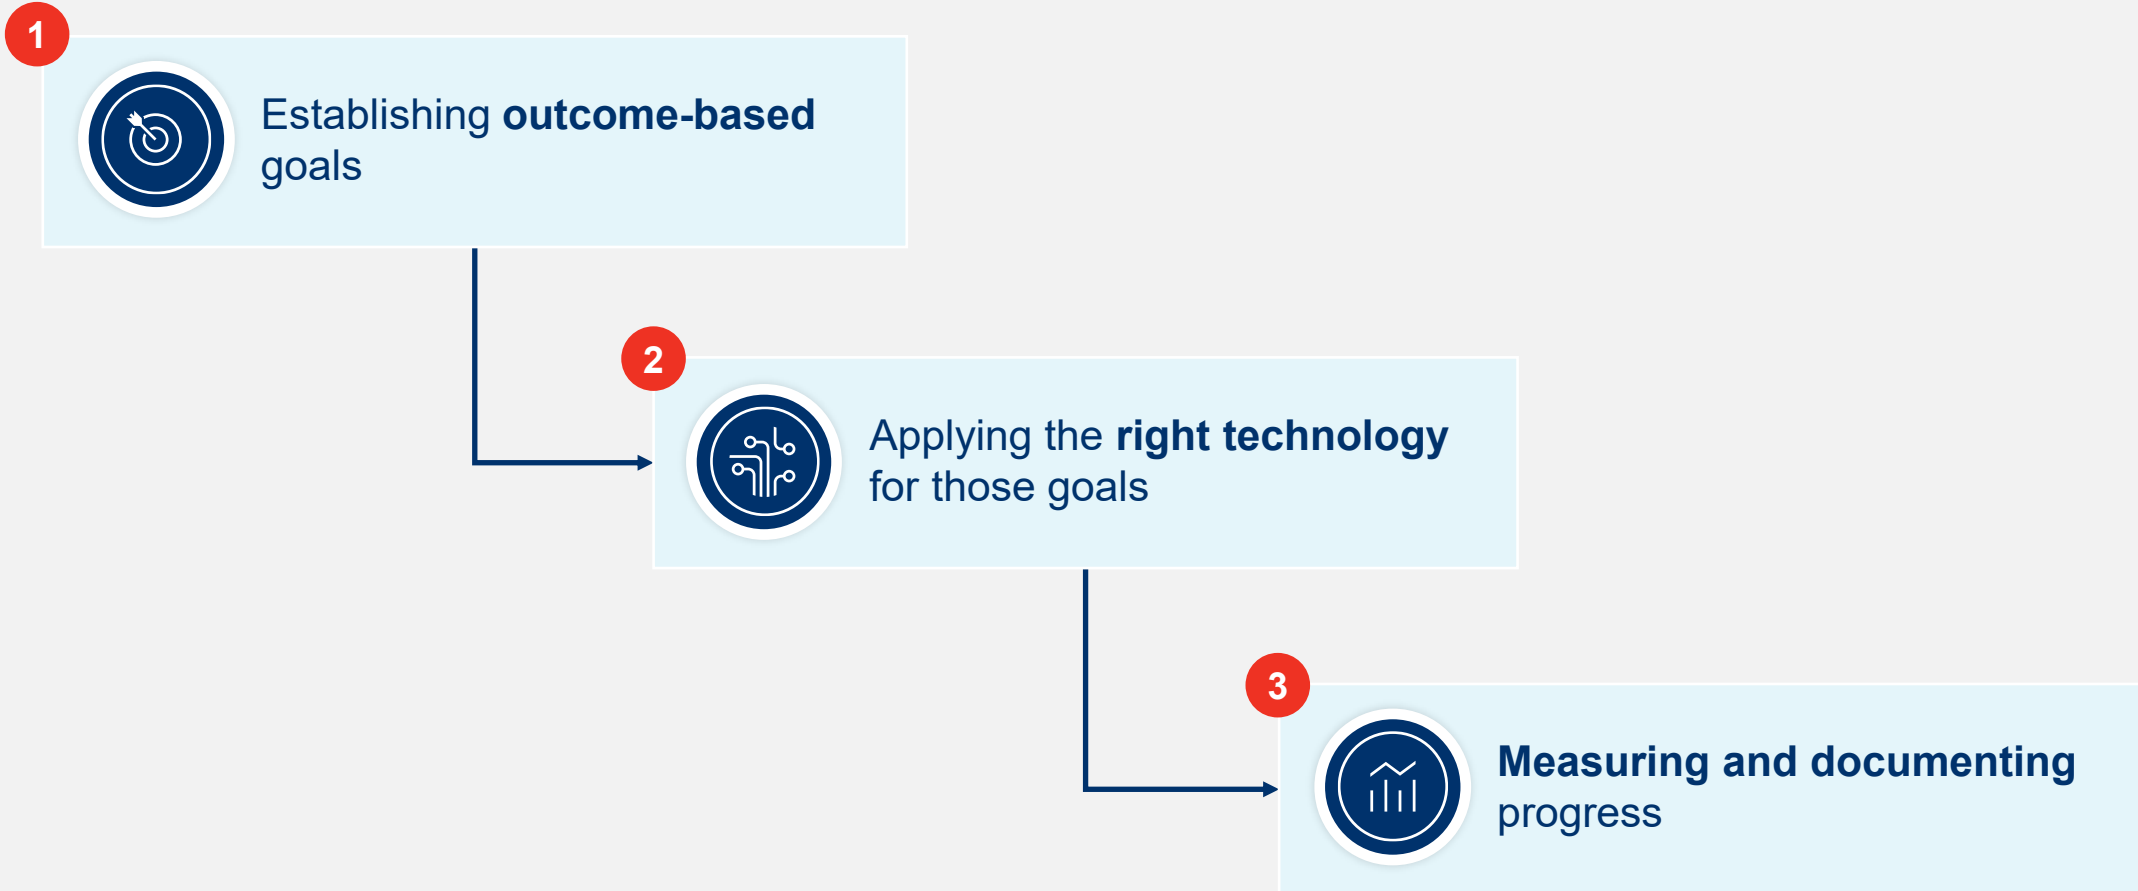 1
Establishing outcome-based
goals
2
Applying the right technology
for those goals
3
Measuring and documenting
progress